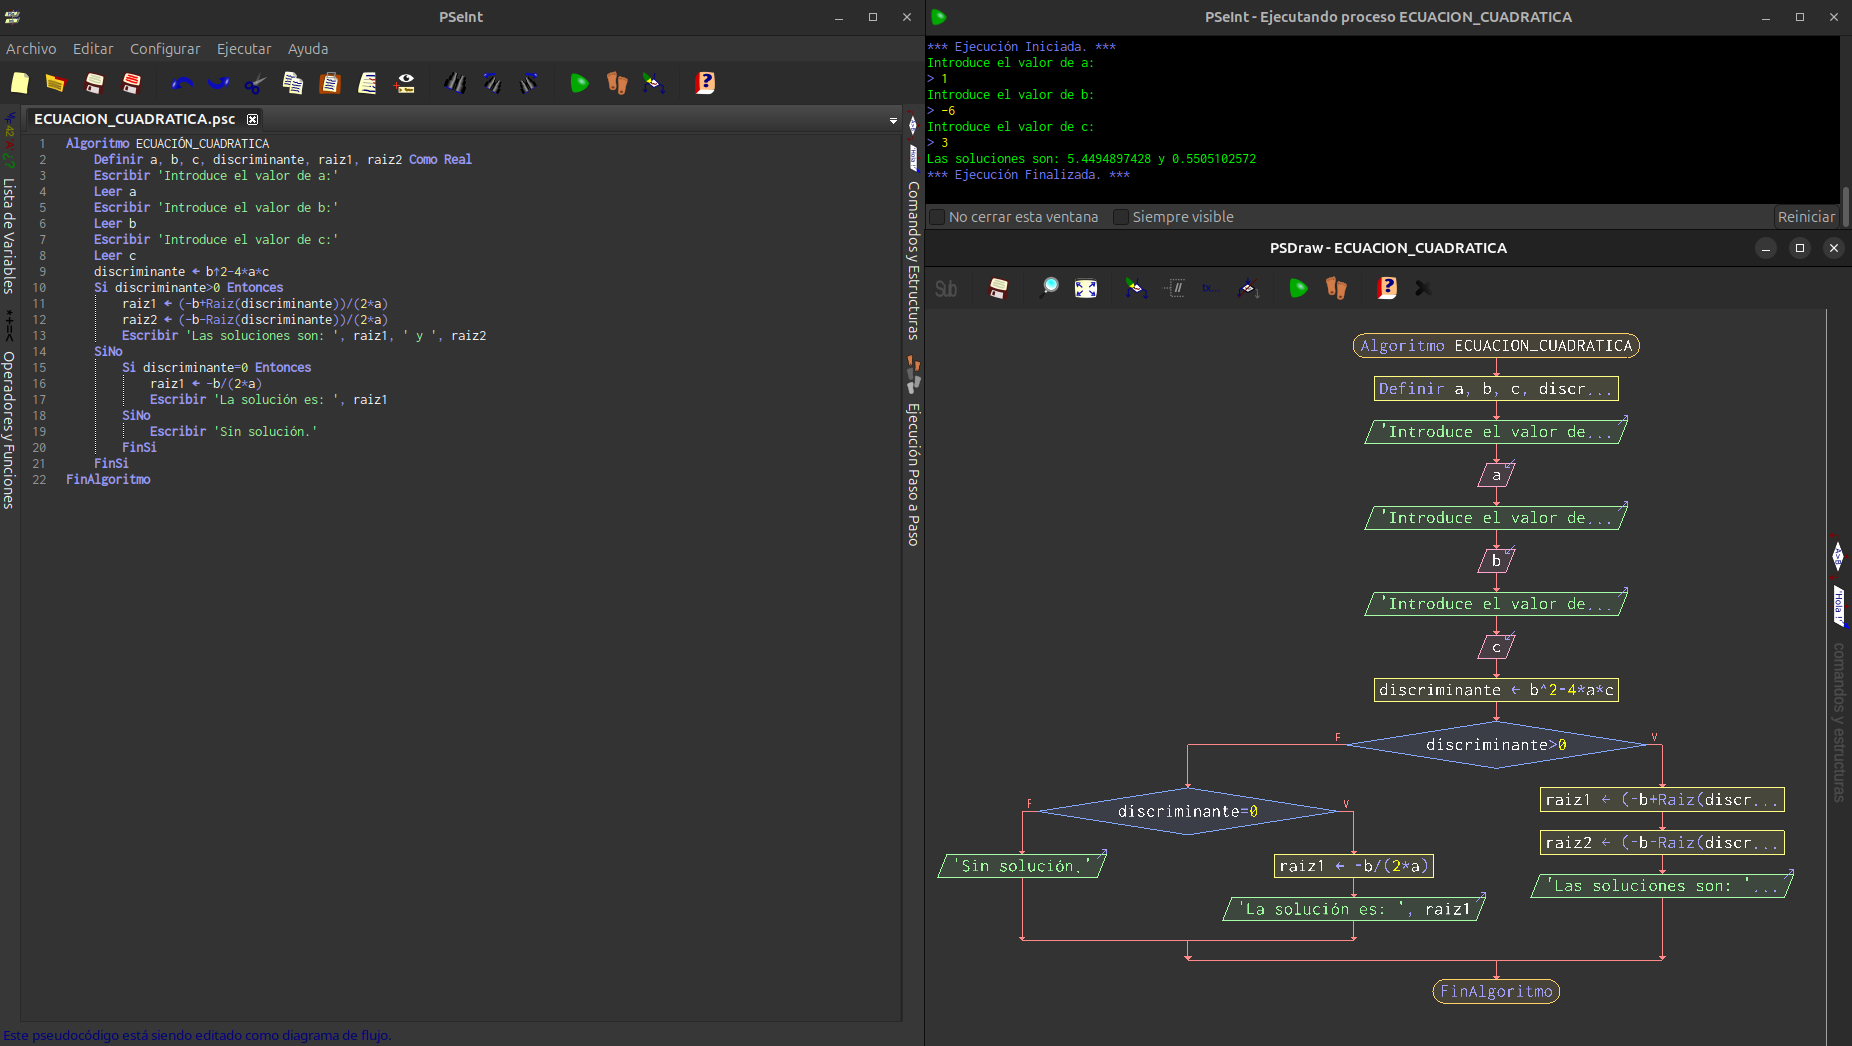 PSeInt
Archivo Editar Configurar Ejecutar Ayuda
ECUACION_CUADRATICA.psc
1 Algoritmo ECUACIÓN_CUADRATICA
2 Definir a, b, c, discriminante, raiz1, raiz2 Como Real
3 Escribir 'Introduce el valor de a:'
4 Leer a
5 Escribir 'Introduce el valor de b:'
6 Leer b
7 Escribir 'Introduce el valor de c:'
8 Leer c
9 discriminante ← b↑2-4*a*c
10 Si discriminante>0 Entonces
11 raiz1 ← (-b+Raiz(discriminante))/(2*a)
12 raiz2 ← (-b-Raiz(discriminante))/(2*a)
13 Escribir 'Las soluciones son: ', raiz1, ' y ', raiz2
14 SiNo
15 Si discriminante=0 Entonces
16 raiz1 ← -b/(2*a)
17 Escribir 'La solución es: ', raiz1
18 SiNo
19 Escribir 'Sin solución.'
20 FinSi
21 FinSi
22 FinAlgoritmo
Lista de Variables
*+=<
Operadores y Funciones
Comandos y Estructuras
Ejecución Paso a Paso
Este pseudocódigo está siendo editado como diagrama de flujo.
PSeInt - Ejecutando proceso ECUACION_CUADRATICA
*** Ejecución Iniciada. ***
Introduce el valor de a:
> 1
Introduce el valor de b:
> -6
Introduce el valor de c:
> 3
Las soluciones son: 5.4494897428 y 0.5505102572
*** Ejecución Finalizada. ***
No cerrar esta ventana Siempre visible Reiniciar
PSDraw - ECUACION_CUADRATICA
Sub
Algoritmo ECUACION_CUADRATICA
Definir a, b, c, discr...
'Introduce el valor de...
a
'Introduce el valor de...
b
'Introduce el valor de...
c
discriminante ← b^2-4*a*c
F discriminante>0 V
F discriminante=0 V
raiz1 ← (-b+Raiz(discr...
raiz2 ← (-b-Raiz(discr...
'Sin solución.'
raiz1 ← -b/(2*a)
'Las soluciones son: '...
'La solución es: ', raiz1
FinAlgoritmo
comandos y estructuras